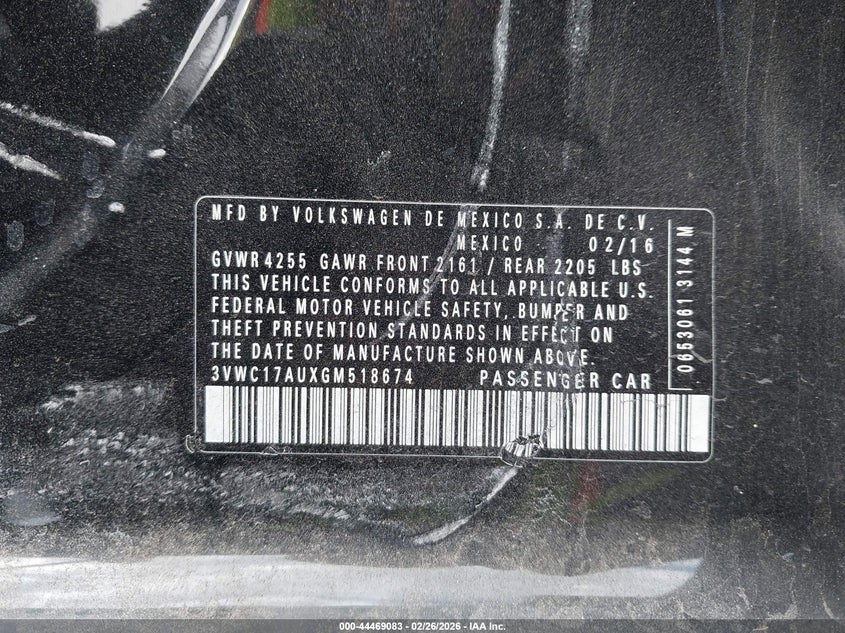 MFD BY VOLKSWAGEN DE MEXICO S.A. DE C.V.
MEXICO 02/16
GVWR 4255 GAWR FRONT 2161 / REAR 2205 LBS
THIS VEHICLE CONFORMS TO ALL APPLICABLE U.S.
FEDERAL MOTOR VEHICLE SAFETY, BUMPER AND
THEFT PREVENTION STANDARDS IN EFFECT ON
THE DATE OF MANUFACTURE SHOWN ABOVE.
3VWC17AUXGM518674 PASSENGER CAR
0653061 3144 M
000-44469083 - 02/26/2026 - IAA Inc.